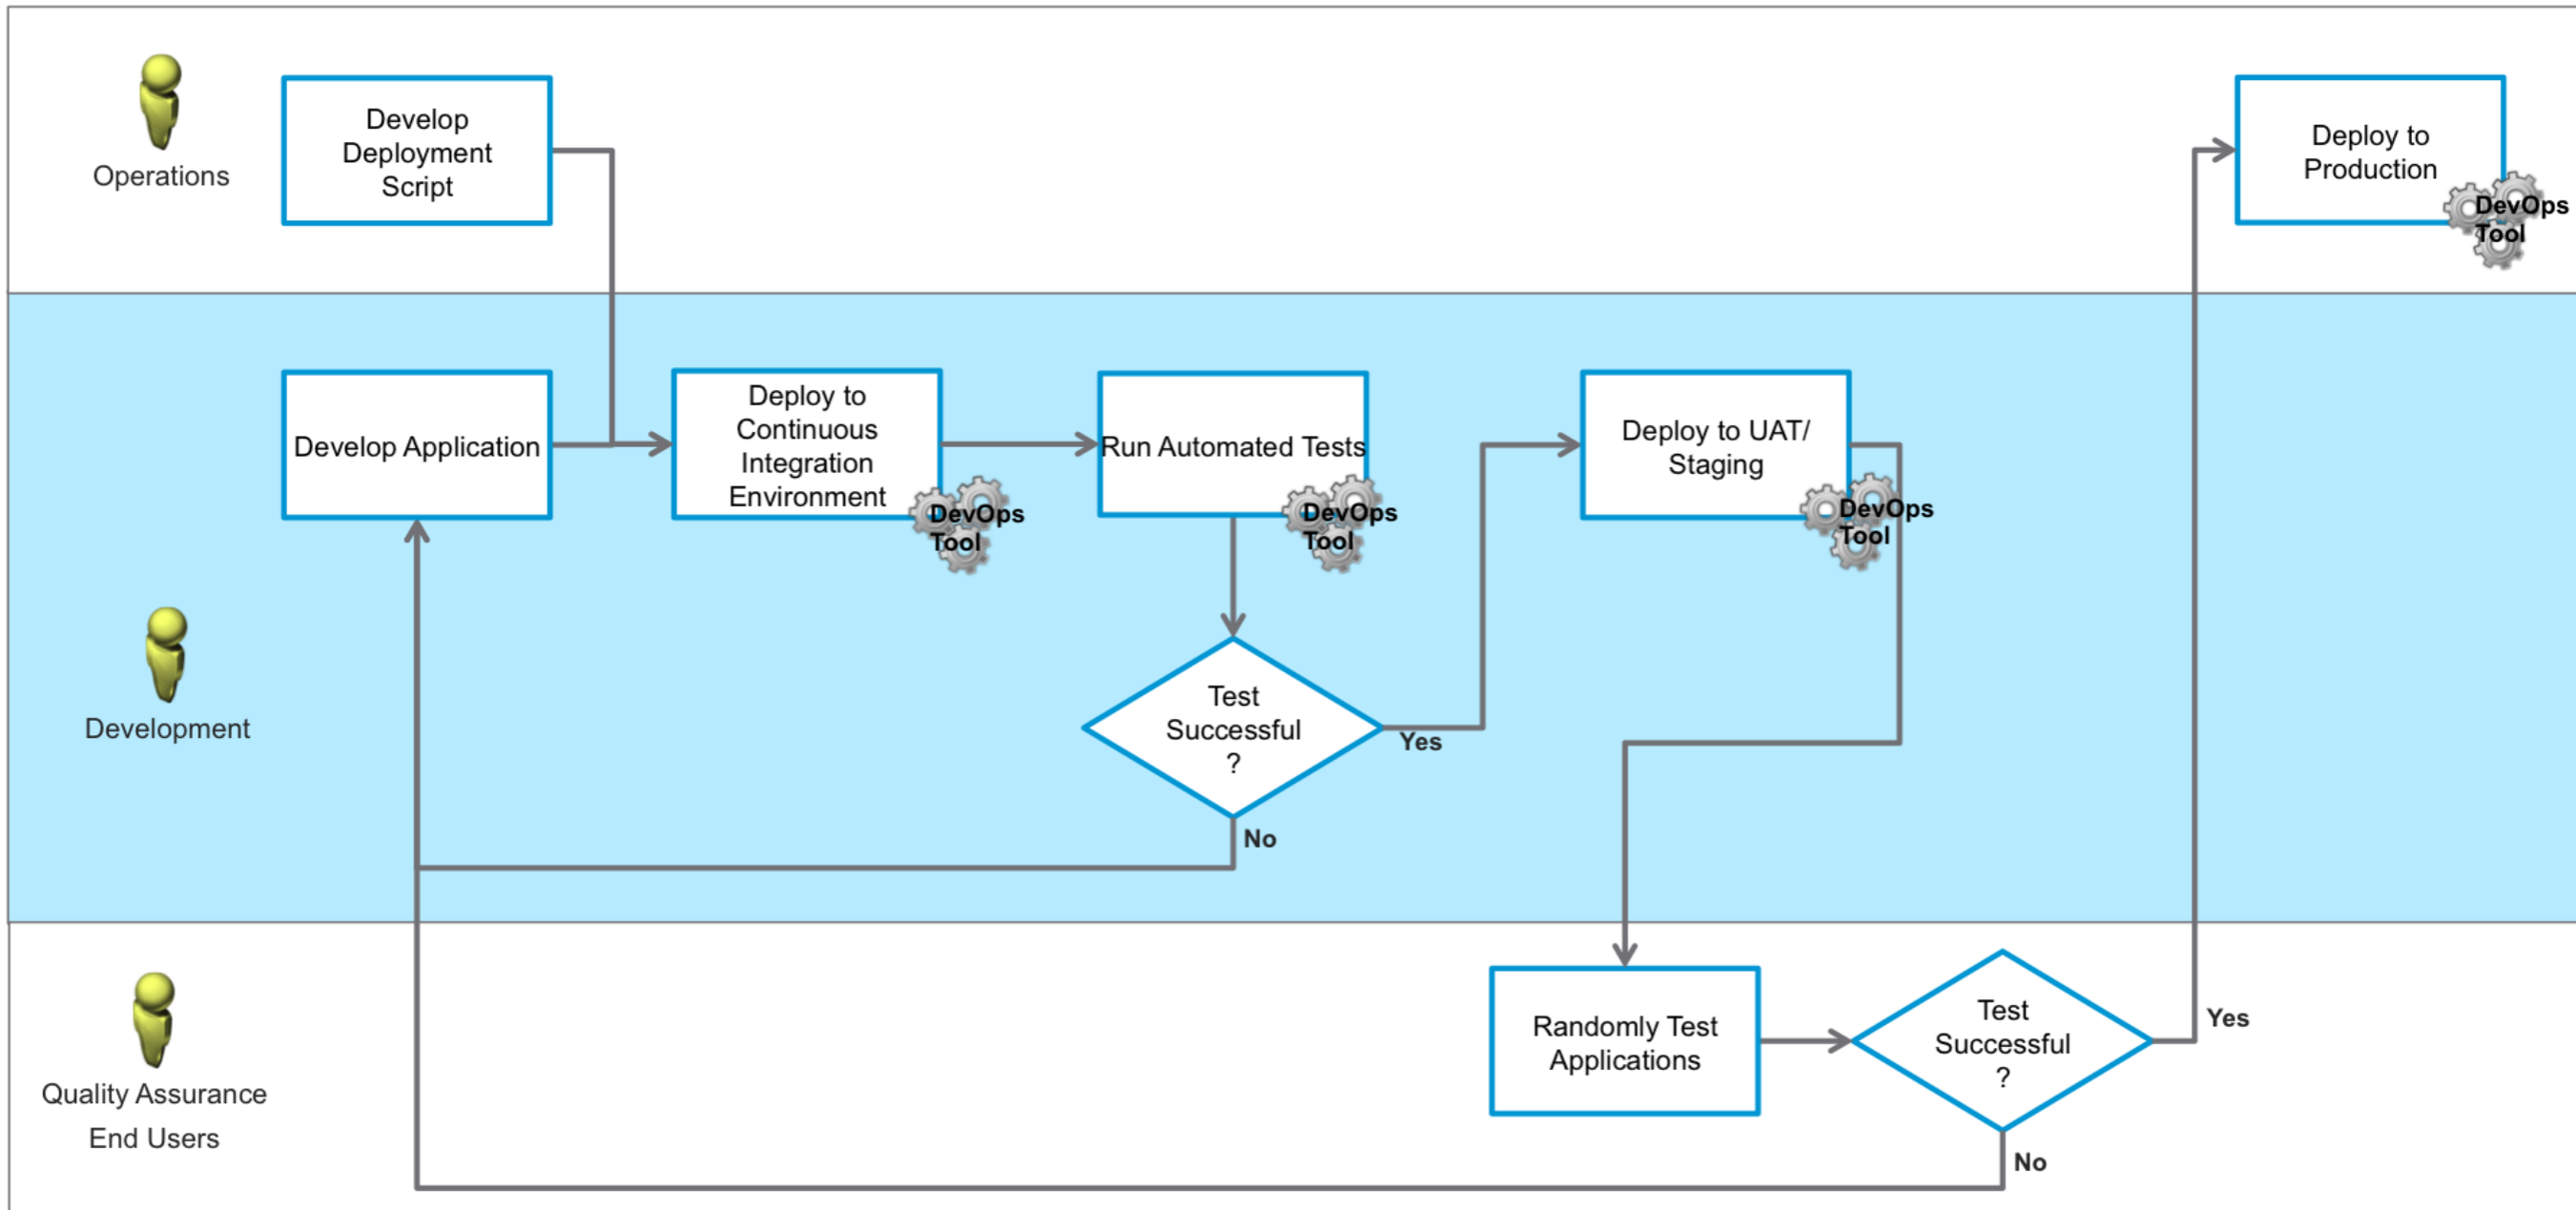 Operations
Develop
Deployment
Script
Deploy to
Production
DevOps
Tool
Development
Develop Application
Deploy to
Continuous
Integration
Environment
DevOps
Tool
Run Automated Tests
DevOps
Tool
Deploy to UAT/
Staging
DevOps
Tool
Test
Successful
?
Yes
No
Quality Assurance
End Users
Randomly Test
Applications
Test
Successful
?
Yes
No